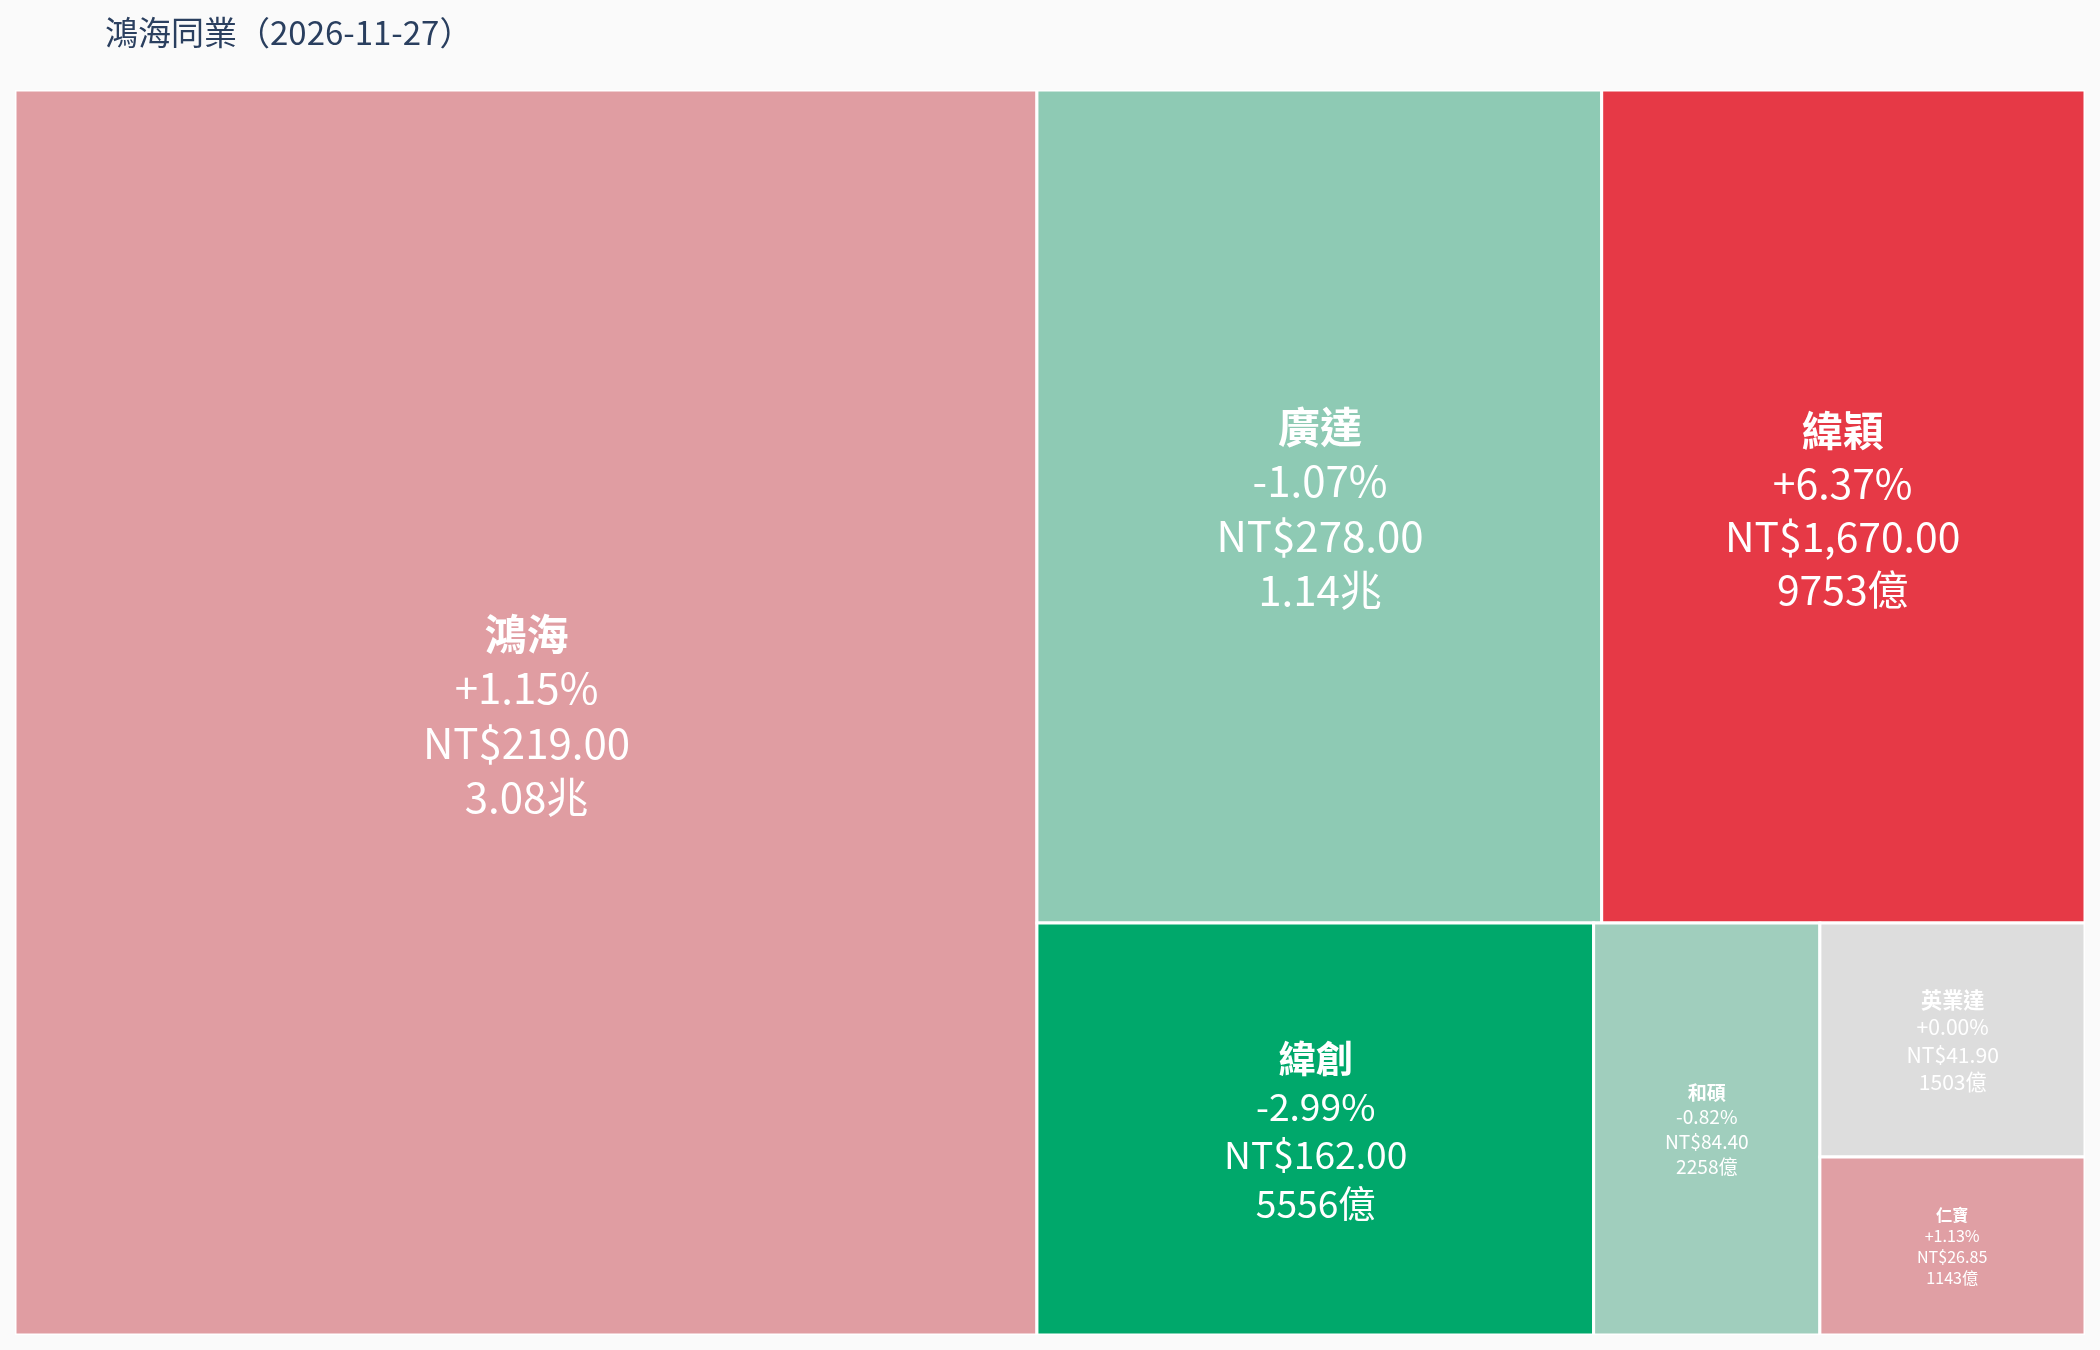 鴻海同業（2026-11-27）
鴻海
+1.15%
NT$219.00
3.08兆
廣達
-1.07%
NT$278.00
1.14兆
緯穎
+6.37%
NT$1,670.00
9753億
緯創
-2.99%
NT$162.00
5556億
和碩
-0.82%
NT$84.40
2258億
英業達
+0.00%
NT$41.90
1503億
仁寶
+1.13%
NT$26.85
1143億